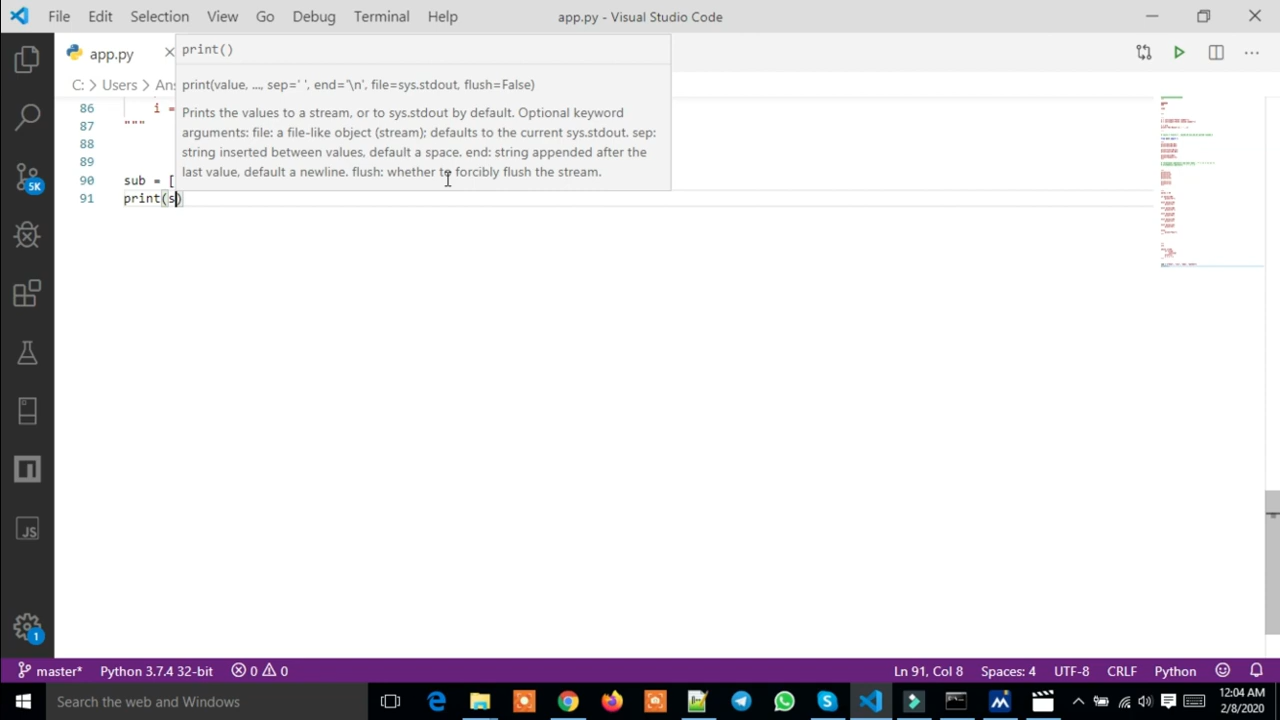 File Edit Selection View Go Debug Terminal Help app.py - Visual Studio Code
app.py
print()
C: > Users > Ans
print(value, ..., sep=' ', end='\n', file=sys.stdout, flush=False)
86 i =
Prints the values to a stream, or to sys.stdout by default. Optional keyword
87 """
arguments: file: a file-like object (stream); defaults to the current sys.stdout. sep:
88
string inserted between values, default a space. end: string appended after the
89
last value, default a newline. flush: whether to forcibly flush the stream.
90 sub = [
91 print(s)
5K
JS
1
master* Python 3.7.4 32-bit 0 0 Ln 91, Col 8 Spaces: 4 UTF-8 CRLF Python
Search the web and Windows
12:04 AM
2/8/2020